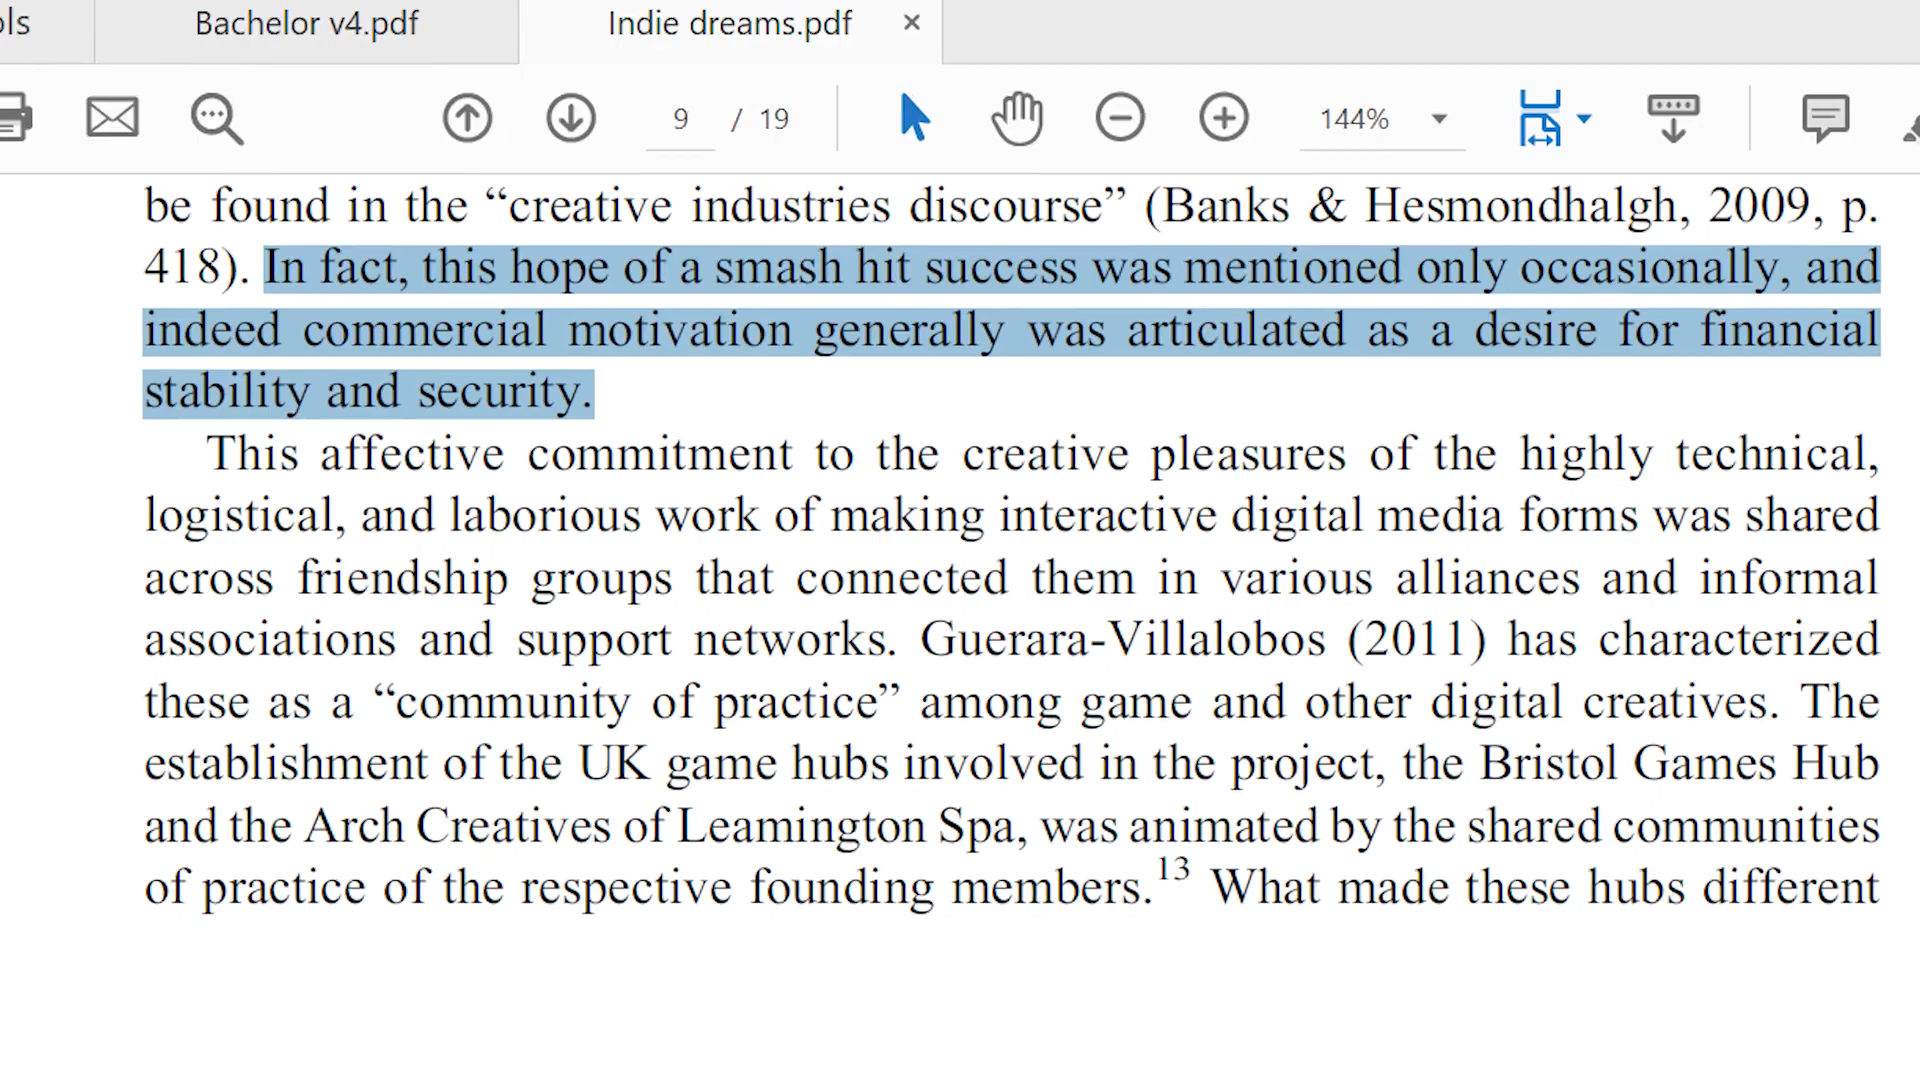 ols
Bachelor v4.pdf
Indie dreams.pdf
9 / 19
144%
be found in the “creative industries discourse” (Banks & Hesmondhalgh, 2009, p.
418). In fact, this hope of a smash hit success was mentioned only occasionally, and
indeed commercial motivation generally was articulated as a desire for financial
stability and security.
This affective commitment to the creative pleasures of the highly technical,
logistical, and laborious work of making interactive digital media forms was shared
across friendship groups that connected them in various alliances and informal
associations and support networks. Guerara-Villalobos (2011) has characterized
these as a “community of practice” among game and other digital creatives. The
establishment of the UK game hubs involved in the project, the Bristol Games Hub
and the Arch Creatives of Leamington Spa, was animated by the shared communities
of practice of the respective founding members.13 What made these hubs different